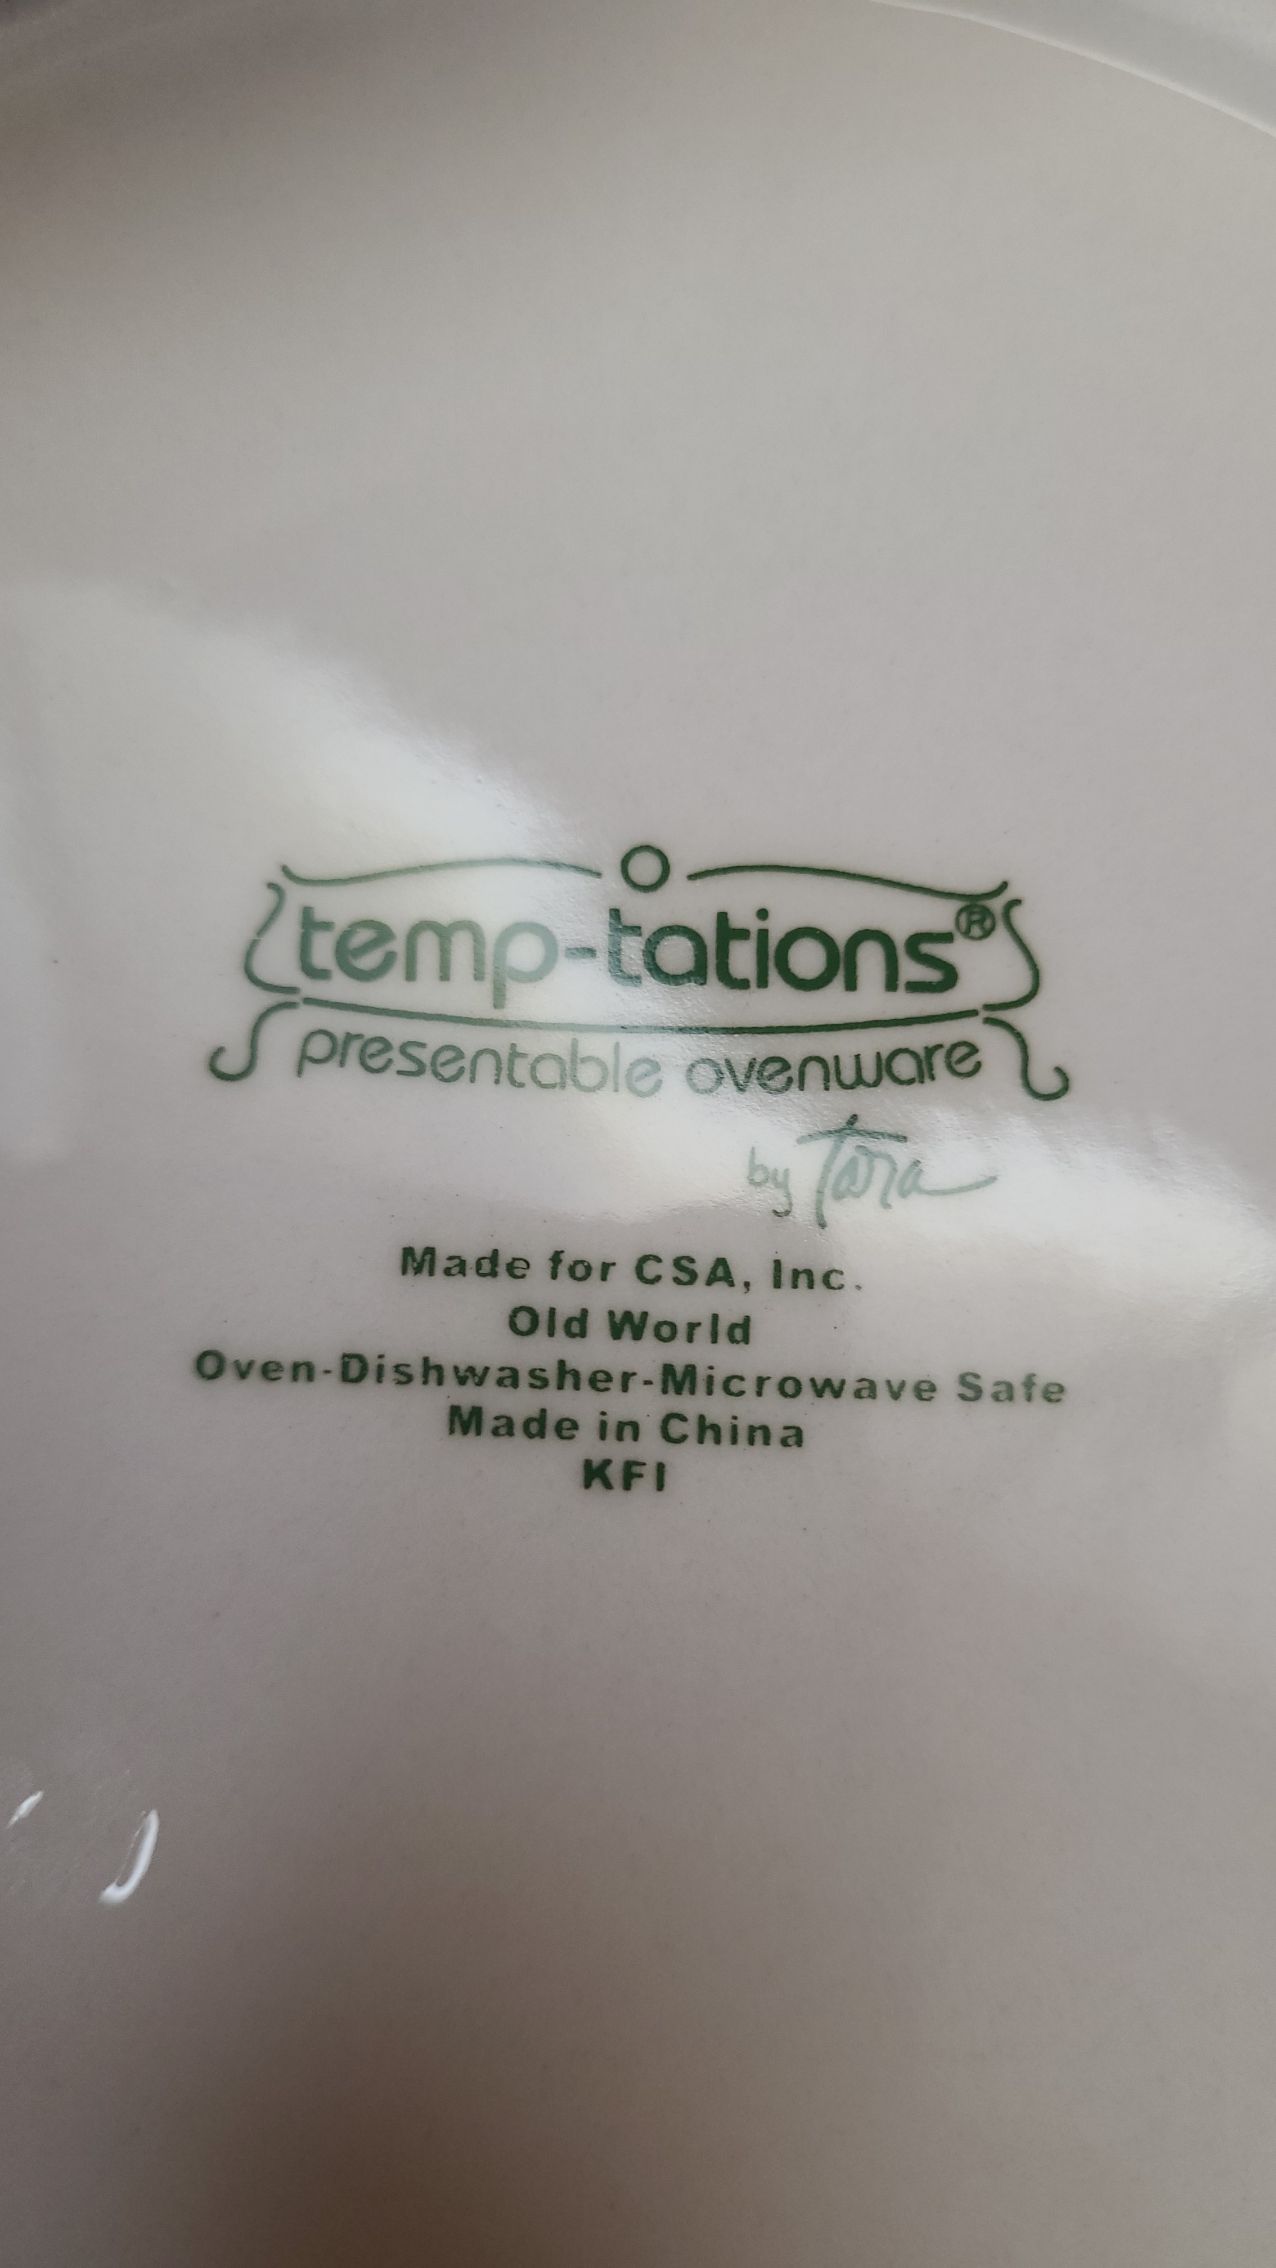 temp-tations®
presentable ovenware
by Tara
Made for CSA, Inc.
Old World
Oven-Dishwasher-Microwave Safe
Made in China
KFI